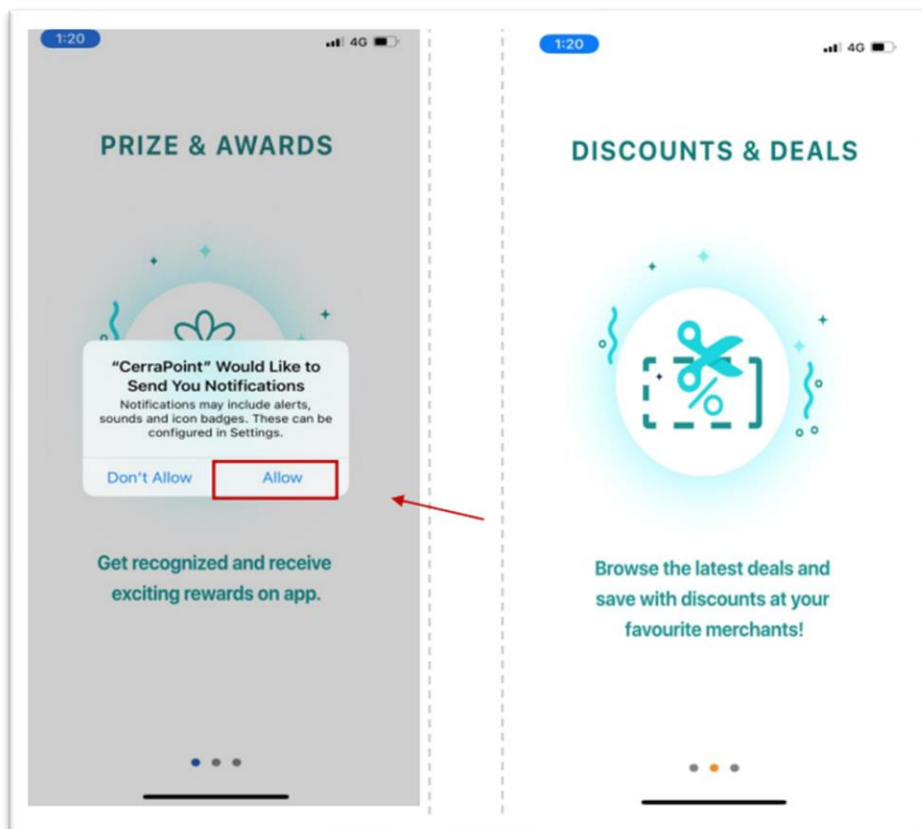 1:20
4G
PRIZE & AWARDS
"CerraPoint" Would Like to
Send You Notifications
Notifications may include alerts,
sounds and icon badges. These can be
configured in Settings.
Don't Allow
Allow
Get recognized and receive
exciting rewards on app.
1:20
4G
DISCOUNTS & DEALS
%
Browse the latest deals and
save with discounts at your
favourite merchants!